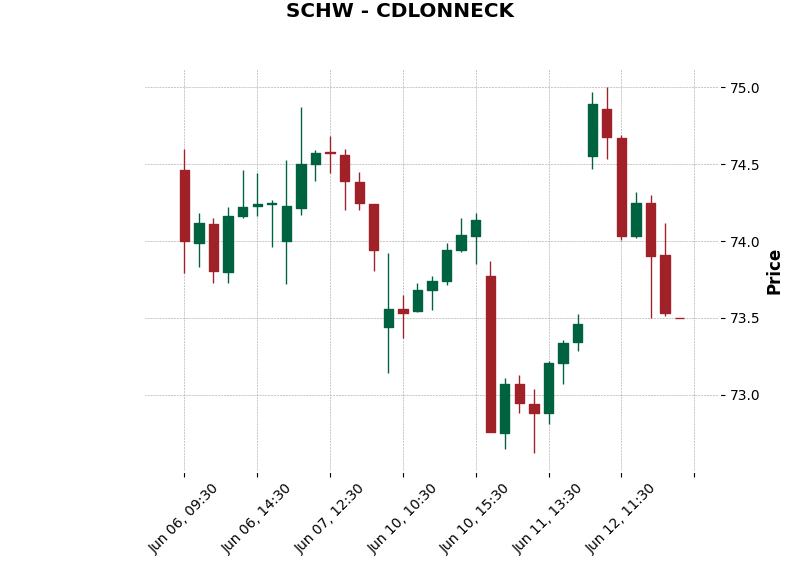 SCHW - CDLONNECK
75.0
74.5
74.0
73.5
73.0
Price
Jun 06, 09:30
Jun 06, 14:30
Jun 07, 12:30
Jun 10, 10:30
Jun 10, 15:30
Jun 11, 13:30
Jun 12, 11:30